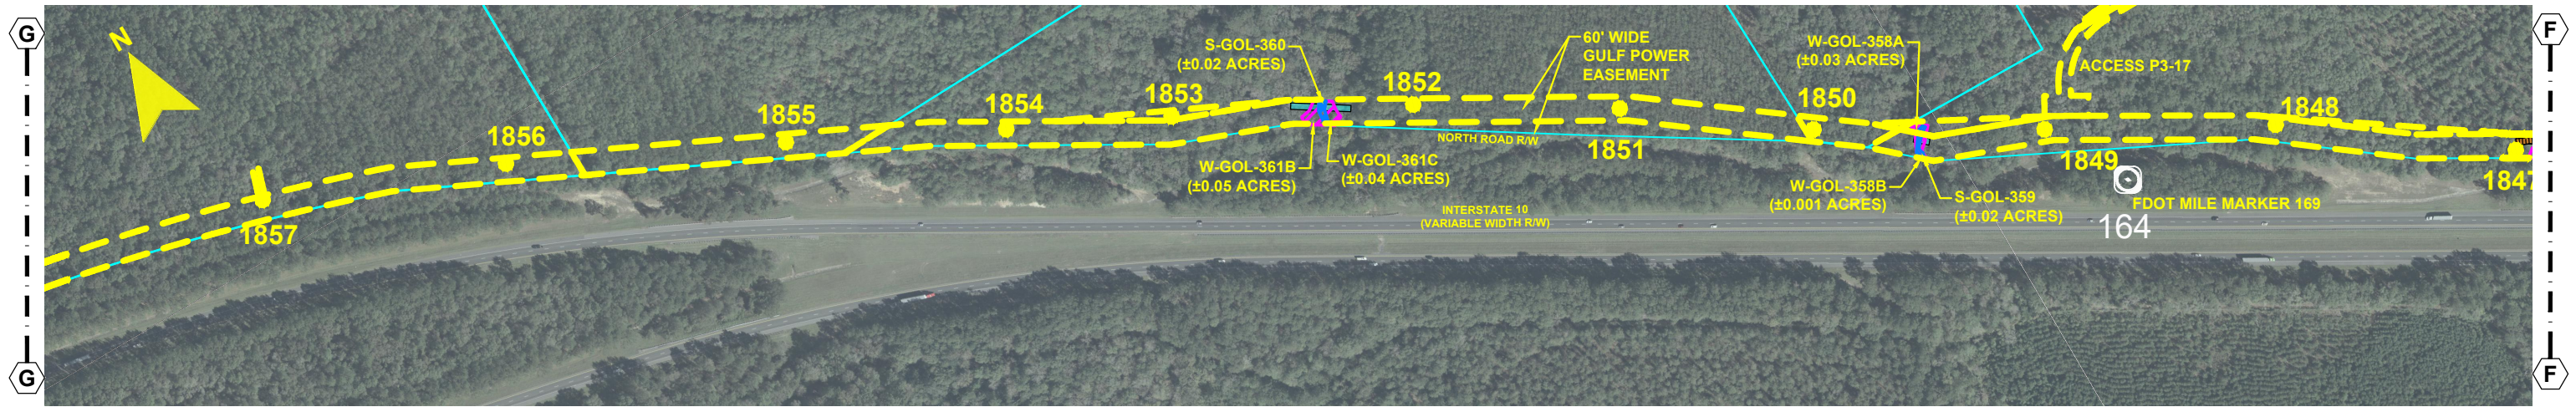 G
F
N
S-GOL-360
(±0.02 ACRES)
60' WIDE
GULF POWER
EASEMENT
W-GOL-358A
(±0.03 ACRES)
ACCESS P3-17
1857
1856
1855
1854
1853
1852
1851
1850
1849
1848
1847
NORTH ROAD R/W
W-GOL-361B
(±0.05 ACRES)
W-GOL-361C
(±0.04 ACRES)
W-GOL-358B
(±0.001 ACRES)
S-GOL-359
(±0.02 ACRES)
FDOT MILE MARKER 169
164
INTERSTATE 10
(VARIABLE WIDTH R/W)
G
F